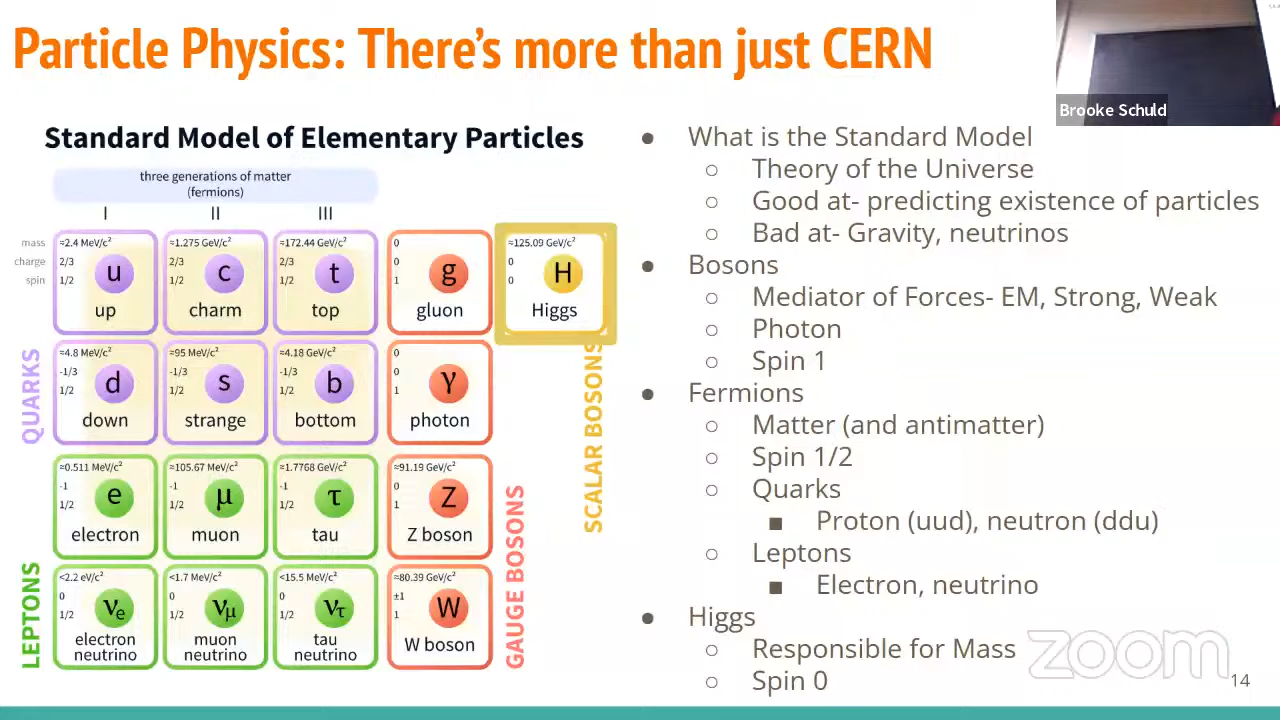 Particle Physics: There's more than just CERN
Brooke Schuld
Standard Model of Elementary Particles
three generations of matter
(fermions)
I II III
mass
charge
spin
≈2.4 MeV/c²
2/3
1/2
u
up
≈1.275 GeV/c²
2/3
1/2
c
charm
≈172.44 GeV/c²
2/3
1/2
t
top
0
0
1
g
gluon
≈125.09 GeV/c²
0
0
H
Higgs
QUARKS
≈4.8 MeV/c²
-1/3
1/2
d
down
≈95 MeV/c²
-1/3
1/2
s
strange
≈4.18 GeV/c²
-1/3
1/2
b
bottom
0
0
1
γ
photon
SCALAR BOSONS
LEPTONS
≈0.511 MeV/c²
-1
1/2
e
electron
≈105.67 MeV/c²
-1
1/2
μ
muon
≈1.7768 GeV/c²
-1
1/2
τ
tau
≈91.19 GeV/c²
0
1
Z
Z boson
GAUGE BOSONS
<2.2 eV/c²
0
1/2
νe
electron
neutrino
<1.7 MeV/c²
0
1/2
νμ
muon
neutrino
<15.5 MeV/c²
0
1/2
ντ
tau
neutrino
≈80.39 GeV/c²
±1
1
W
W boson
● What is the Standard Model
○ Theory of the Universe
○ Good at- predicting existence of particles
○ Bad at- Gravity, neutrinos
● Bosons
○ Mediator of Forces- EM, Strong, Weak
○ Photon
○ Spin 1
● Fermions
○ Matter (and antimatter)
○ Spin 1/2
○ Quarks
■ Proton (uud), neutron (ddu)
○ Leptons
■ Electron, neutrino
● Higgs
○ Responsible for Mass
○ Spin 0
zoom
14